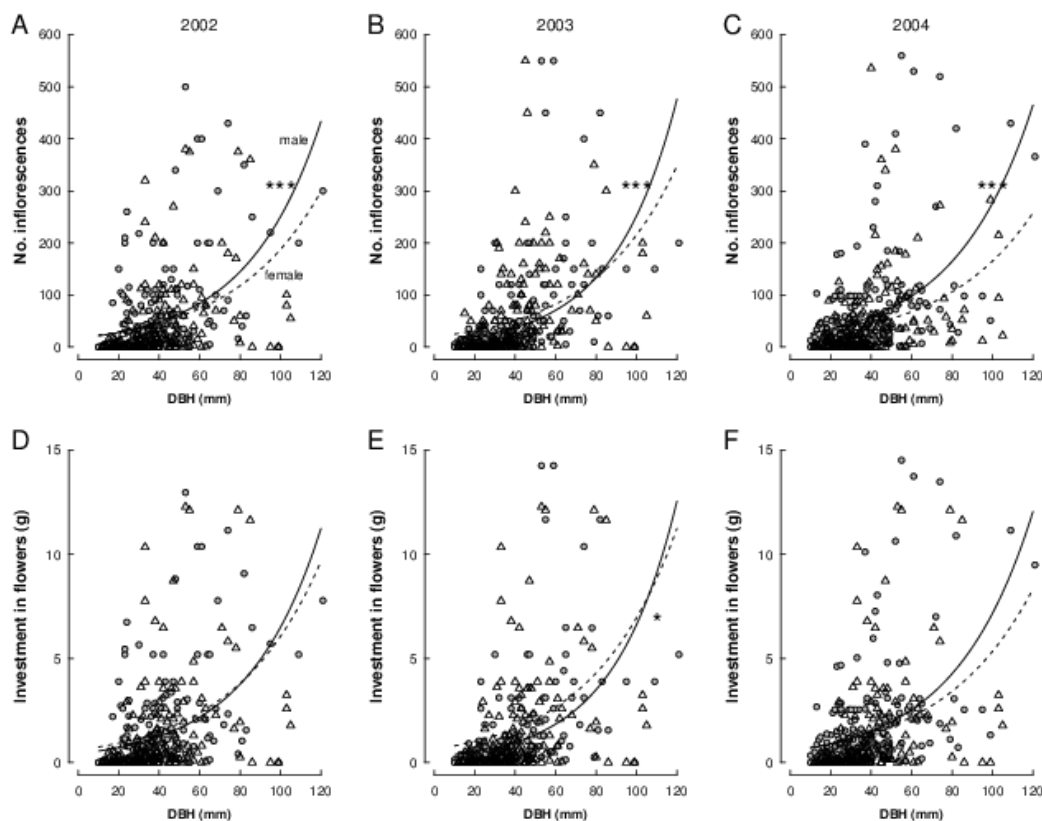 A 2002
B 2003
C 2004
No. inflorescences
600
500
400
300
200
100
0
male
female
***
0 20 40 60 80 100 120
DBH (mm)
No. inflorescences
600
500
400
300
200
100
0
***
0 20 40 60 80 100 120
DBH (mm)
No. inflorescences
600
500
400
300
200
100
0
***
0 20 40 60 80 100 120
DBH (mm)
D
E
F
Investment in flowers (g)
15
10
5
0
0 20 40 60 80 100 120
DBH (mm)
Investment in flowers (g)
15
10
5
0
*
0 20 40 60 80 100 120
DBH (mm)
Investment in flowers (g)
15
10
5
0
0 20 40 60 80 100 120
DBH (mm)